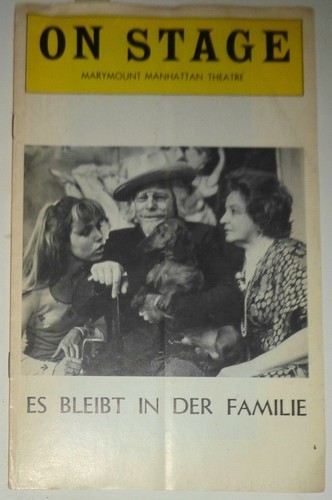 ON STAGE
MARYMOUNT MANHATTAN THEATRE
ES BLEIBT IN DER FAMILIE